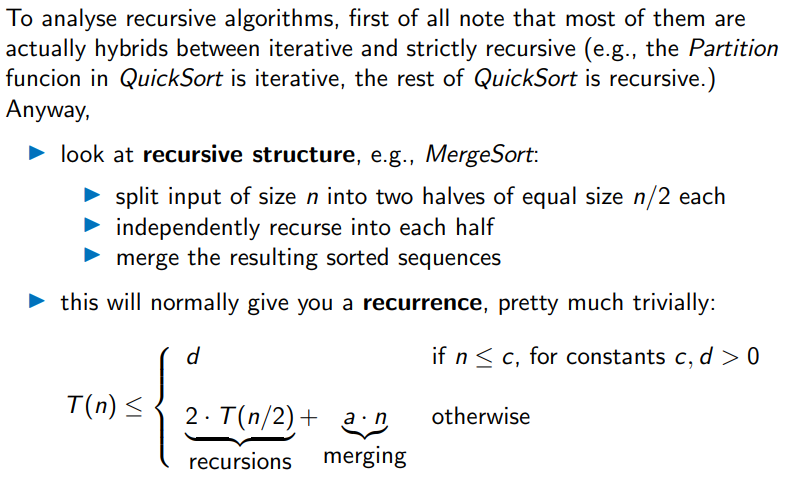 To analyse recursive algorithms, first of all note that most of them are
actually hybrids between iterative and strictly recursive (e.g., the Partition
funcion in QuickSort is iterative, the rest of QuickSort is recursive.)
Anyway,
▶ look at recursive structure, e.g., MergeSort:
▶ split input of size n into two halves of equal size n/2 each
▶ independently recurse into each half
▶ merge the resulting sorted sequences
▶ this will normally give you a recurrence, pretty much trivially:
d if n ≤ c, for constants c, d > 0
T(n) ≤ {
2 · T(n/2) + a · n otherwise
recursions merging